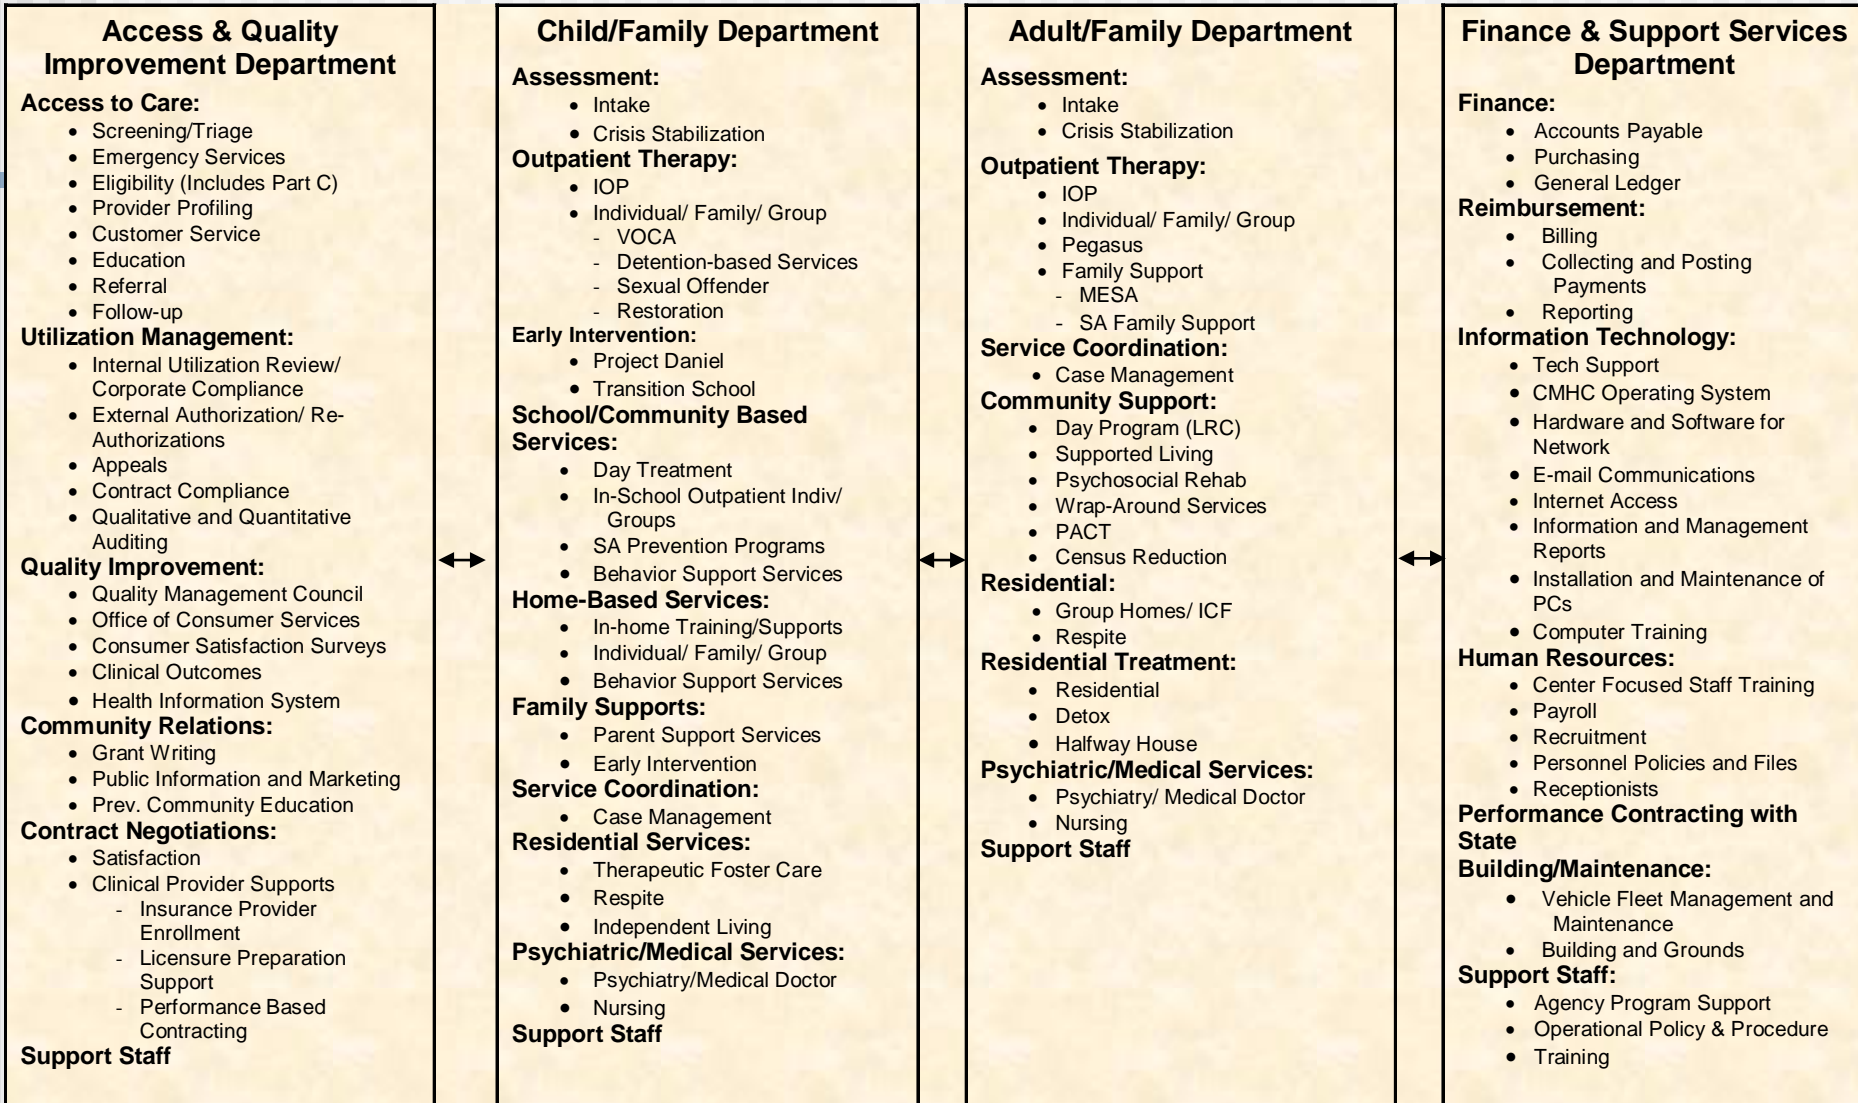 Access & Quality
Improvement Department
Access to Care:
• Screening/Triage
• Emergency Services
• Eligibility (Includes Part C)
• Provider Profiling
• Customer Service
• Education
• Referral
• Follow-up
Utilization Management:
• Internal Utilization Review/
Corporate Compliance
• External Authorization/ Re-
Authorizations
• Appeals
• Contract Compliance
• Qualitative and Quantitative
Auditing
Quality Improvement:
• Quality Management Council
• Office of Consumer Services
• Consumer Satisfaction Surveys
• Clinical Outcomes
• Health Information System
Community Relations:
• Grant Writing
• Public Information and Marketing
• Prev. Community Education
Contract Negotiations:
• Satisfaction
• Clinical Provider Supports
- Insurance Provider
Enrollment
- Licensure Preparation
Support
- Performance Based
Contracting
Support Staff
Child/Family Department
Assessment:
• Intake
• Crisis Stabilization
Outpatient Therapy:
• IOP
• Individual/ Family/ Group
- VOCA
- Detention-based Services
- Sexual Offender
- Restoration
Early Intervention:
• Project Daniel
• Transition School
School/Community Based
Services:
• Day Treatment
• In-School Outpatient Indiv/
Groups
• SA Prevention Programs
• Behavior Support Services
Home-Based Services:
• In-home Training/Supports
• Individual/ Family/ Group
• Behavior Support Services
Family Supports:
• Parent Support Services
• Early Intervention
Service Coordination:
• Case Management
Residential Services:
• Therapeutic Foster Care
• Respite
• Independent Living
Psychiatric/Medical Services:
• Psychiatry/Medical Doctor
• Nursing
Support Staff
Adult/Family Department
Assessment:
• Intake
• Crisis Stabilization
Outpatient Therapy:
• IOP
• Individual/ Family/ Group
• Pegasus
• Family Support
- MESA
- SA Family Support
Service Coordination:
• Case Management
Community Support:
• Day Program (LRC)
• Supported Living
• Psychosocial Rehab
• Wrap-Around Services
• PACT
• Census Reduction
Residential:
• Group Homes/ ICF
• Respite
Residential Treatment:
• Residential
• Detox
• Halfway House
Psychiatric/Medical Services:
• Psychiatry/ Medical Doctor
• Nursing
Support Staff
Finance & Support Services
Department
Finance:
• Accounts Payable
• Purchasing
• General Ledger
Reimbursement:
• Billing
• Collecting and Posting
Payments
• Reporting
Information Technology:
• Tech Support
• CMHC Operating System
• Hardware and Software for
Network
• E-mail Communications
• Internet Access
• Information and Management
Reports
• Installation and Maintenance of
PCs
• Computer Training
Human Resources:
• Center Focused Staff Training
• Payroll
• Recruitment
• Personnel Policies and Files
• Receptionists
Performance Contracting with
State
Building/Maintenance:
• Vehicle Fleet Management and
Maintenance
• Building and Grounds
Support Staff:
• Agency Program Support
• Operational Policy & Procedure
• Training